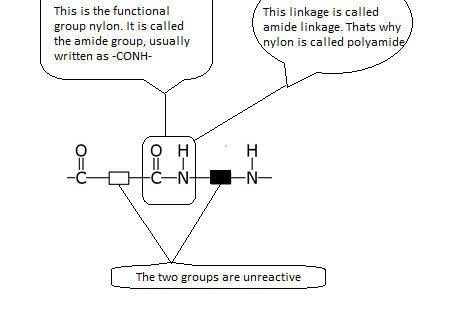 This is the functional
group nylon. It is called
the amide group, usually
written as -CONH-
This linkage is called
amide linkage. Thats why
nylon is called polyamide
O O H H
-C C-N N-
The two groups are unreactive